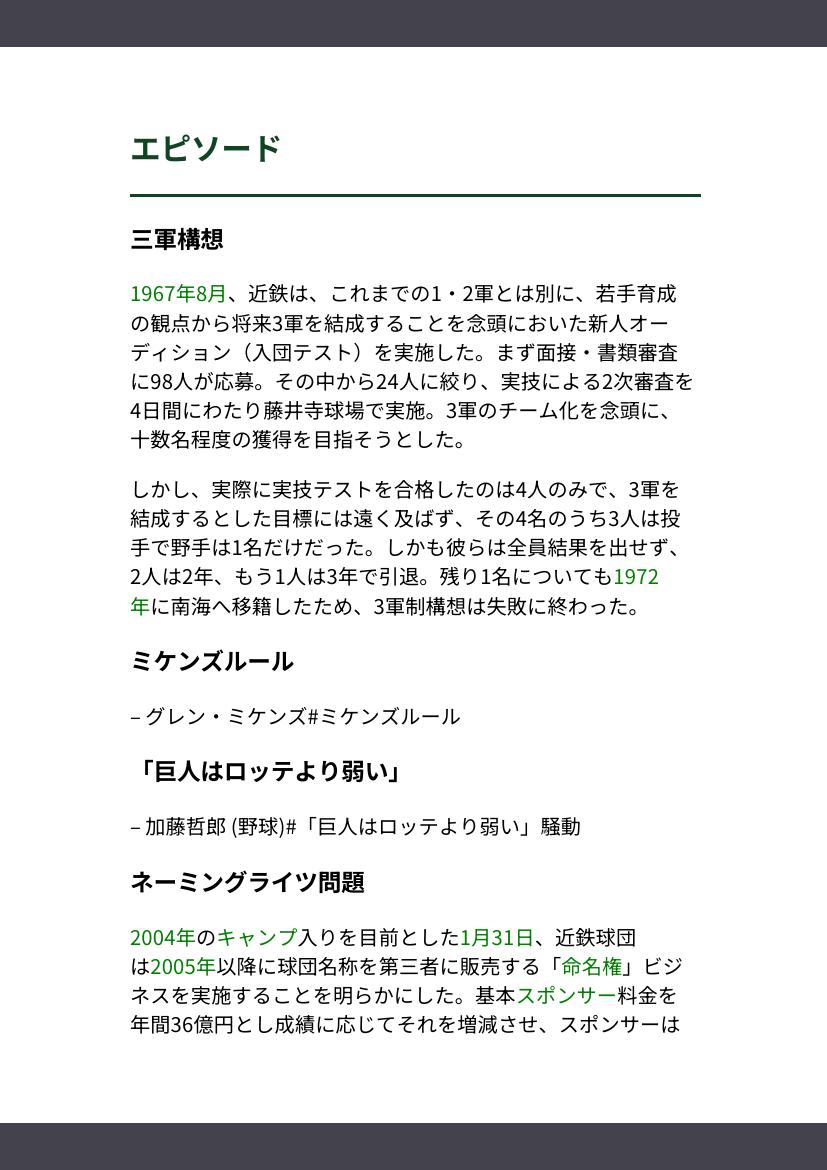 エピソード
三軍構想
1967年8月、近鉄は、これまでの1・2軍とは別に、若手育成
の観点から将来3軍を結成することを念頭においた新人オー
ディション（入団テスト）を実施した。まず面接・書類審査
に98人が応募。その中から24人に絞り、実技による2次審査を
4日間にわたり藤井寺球場で実施。3軍のチーム化を念頭に、
十数名程度の獲得を目指そうとした。
しかし、実際に実技テストを合格したのは4人のみで、3軍を
結成するとした目標には遠く及ばず、その4名のうち3人は投
手で野手は1名だけだった。しかも彼らは全員結果を出せず、
2人は2年、もう1人は3年で引退。残り1名についても1972
年に南海へ移籍したため、3軍制構想は失敗に終わった。
ミケンズルール
– グレン・ミケンズ#ミケンズルール
「巨人はロッテより弱い」
– 加藤哲郎 (野球)#「巨人はロッテより弱い」騒動
ネーミングライツ問題
2004年のキャンプ入りを目前とした1月31日、近鉄球団
は2005年以降に球団名称を第三者に販売する「命名権」ビジ
ネスを実施することを明らかにした。基本スポンサー料金を
年間36億円とし成績に応じてそれを増減させ、スポンサーは